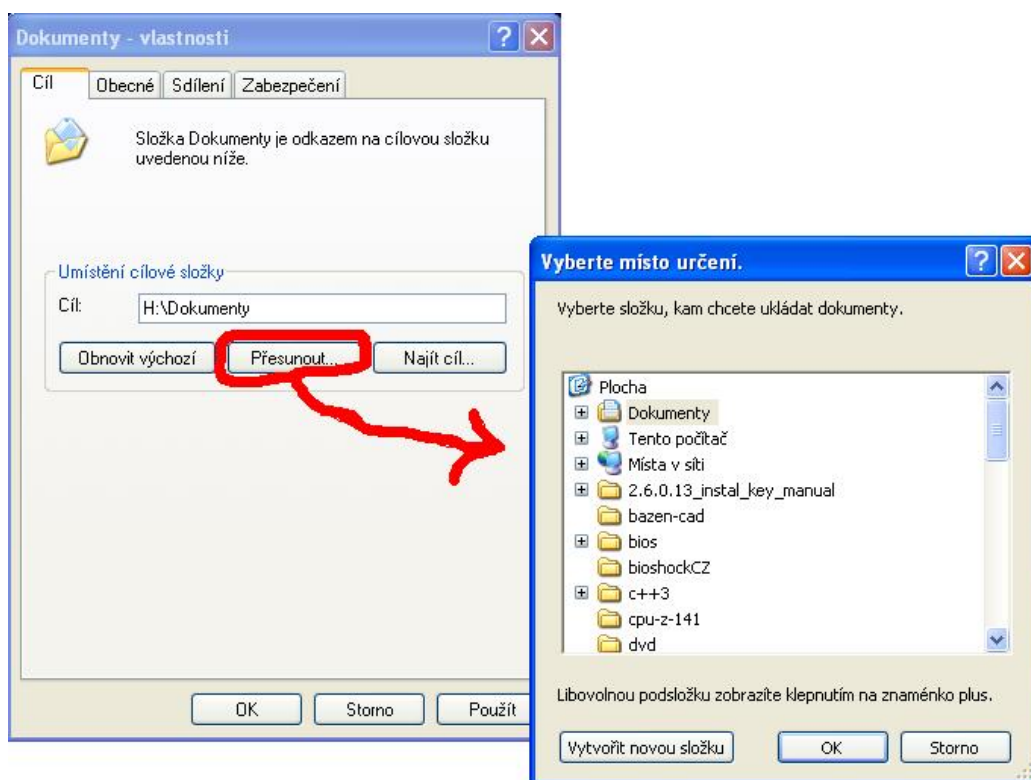 Dokumenty - vlastnosti
Cíl
Obecné
Sdílení
Zabezpečení
Složka Dokumenty je odkazem na cílovou složku
uvedenou níže.
Umístění cílové složky
Cíl:
H:\Dokumenty
Obnovit výchozí
Přesunout...
Najít cíl...
OK
Storno
Použít
Vyberte místo určení.
Vyberte složku, kam chcete ukládat dokumenty.
Plocha
Dokumenty
Tento počítač
Místa v síti
2.6.0.13_instal_key_manual
bazen-cad
bios
bioshockCZ
c++3
cpu-z-141
dvd
Libovolnou podsložku zobrazíte klepnutím na znaménko plus.
Vytvořit novou složku
OK
Storno